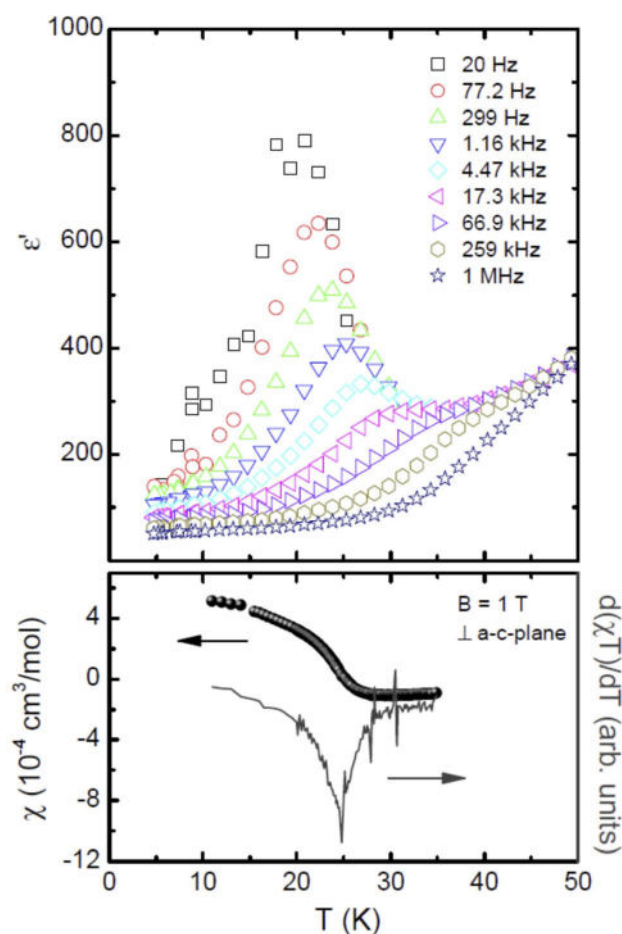 1000
800
600
400
200
ε'
20 Hz
77.2 Hz
299 Hz
1.16 kHz
4.47 kHz
17.3 kHz
66.9 kHz
259 kHz
1 MHz
4
0
-4
-8
-12
χ (10⁻⁴ cm³/mol)
B = 1 T
⊥ a-c-plane
d(χT)/dT (arb. units)
0 10 20 30 40 50
T (K)